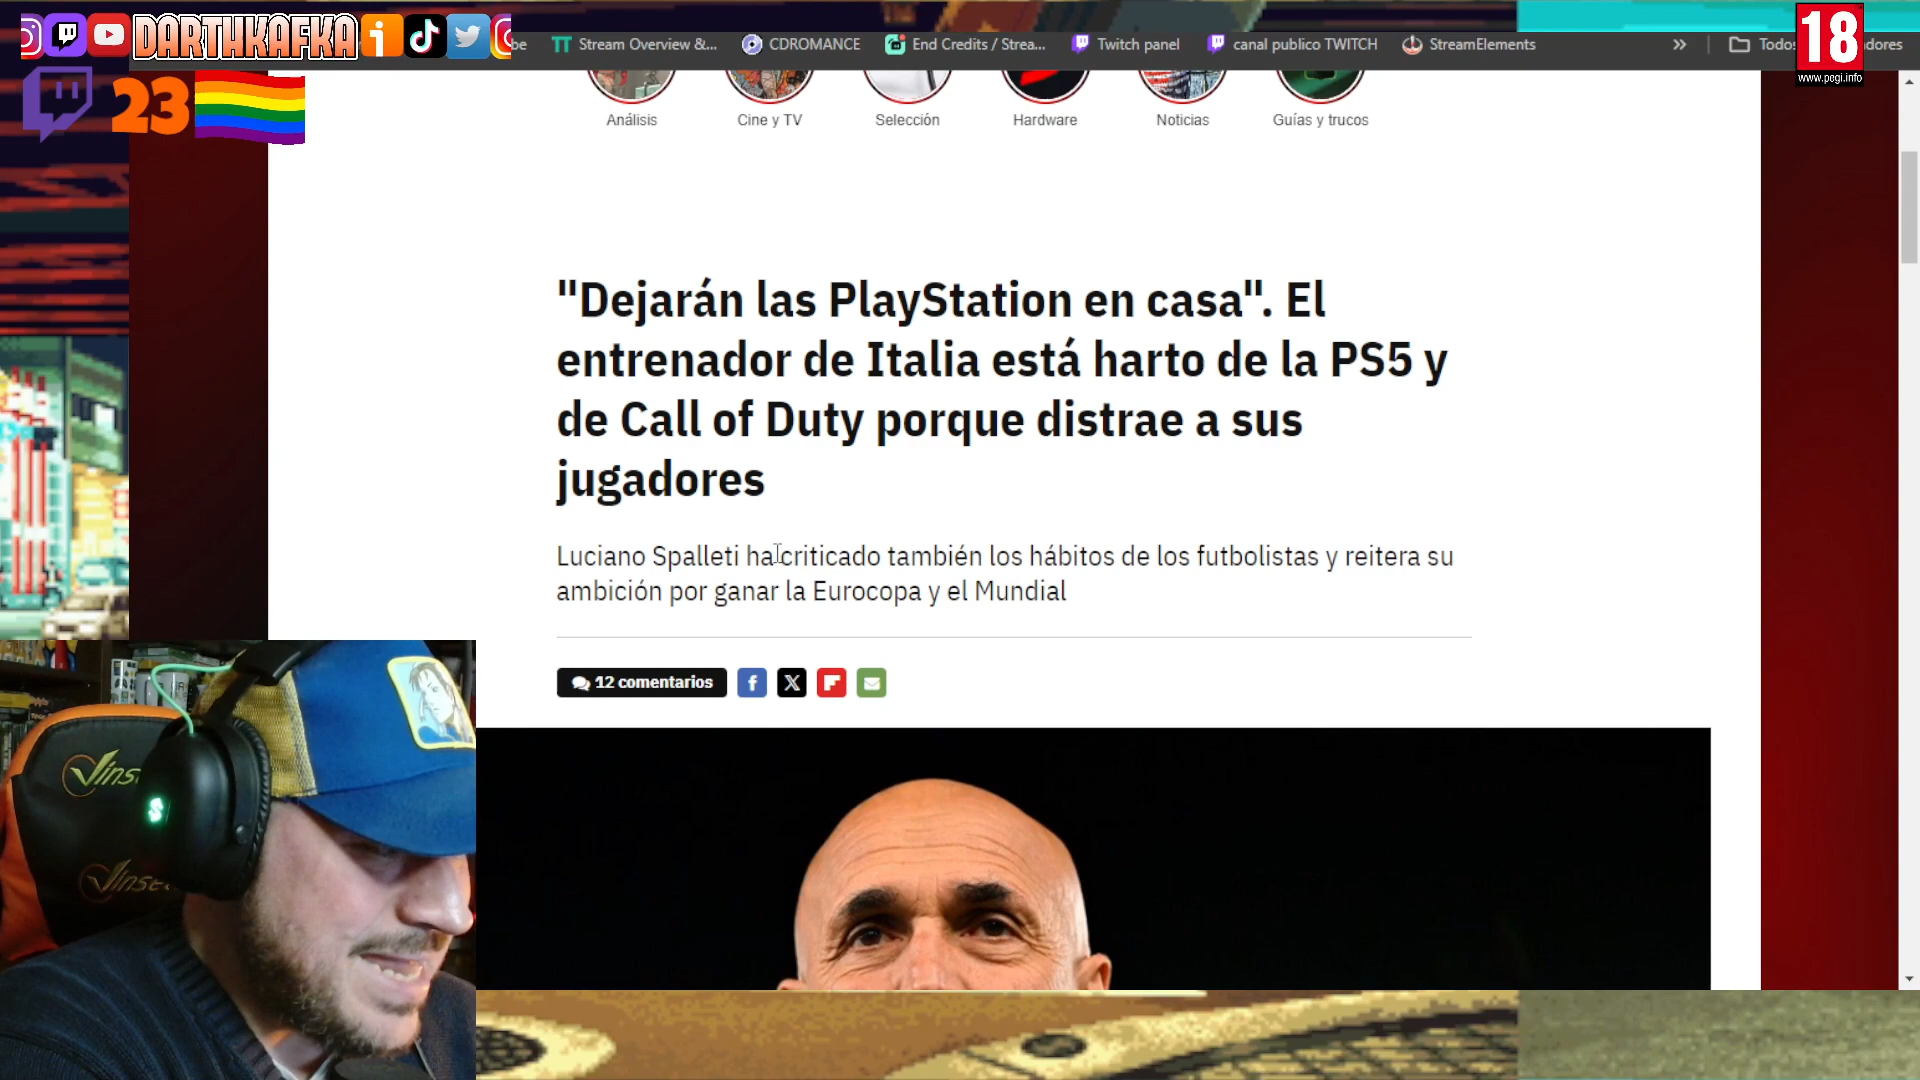 DARTHKAFKA
be
Stream Overview &...
CDROMANCE
End Credits / Strea...
Twitch panel
canal publico TWITCH
StreamElements
»
18
www.pegi.info
23
Análisis
Cine y TV
Selección
Hardware
Noticias
Guías y trucos
"Dejarán las PlayStation en casa". El
entrenador de Italia está harto de la PS5 y
de Call of Duty porque distrae a sus
jugadores
Luciano Spalleti ha criticado también los hábitos de los futbolistas y reitera su
ambición por ganar la Eurocopa y el Mundial
12 comentarios